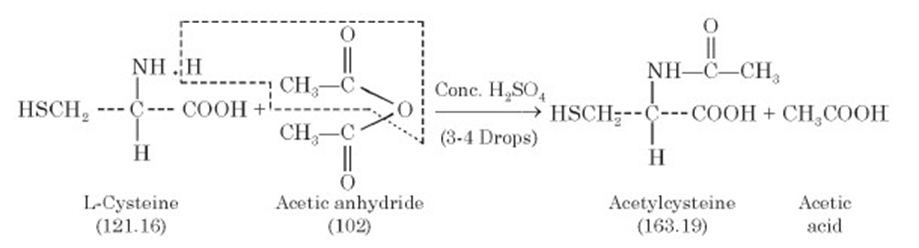 O
O
NH H
CH₃—C
NH—C—CH₃
HSCH₂ --- C --- COOH + O Conc. H₂SO₄ HSCH₂---C---COOH + CH₃COOH
CH₃—C (3-4 Drops)
H
H
O
L-Cysteine Acetic anhydride Acetylcysteine Acetic
(121.16) (102) (163.19) acid